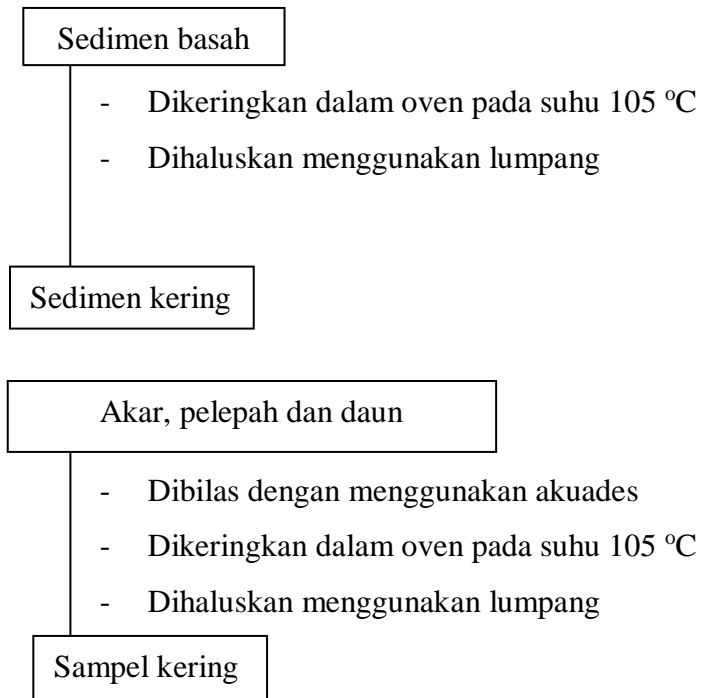 Sedimen basah
- Dikeringkan dalam oven pada suhu 105 ºC
- Dihaluskan menggunakan lumpang
Sedimen kering
Akar, pelepah dan daun
- Dibilas dengan menggunakan akuades
- Dikeringkan dalam oven pada suhu 105 ºC
- Dihaluskan menggunakan lumpang
Sampel kering